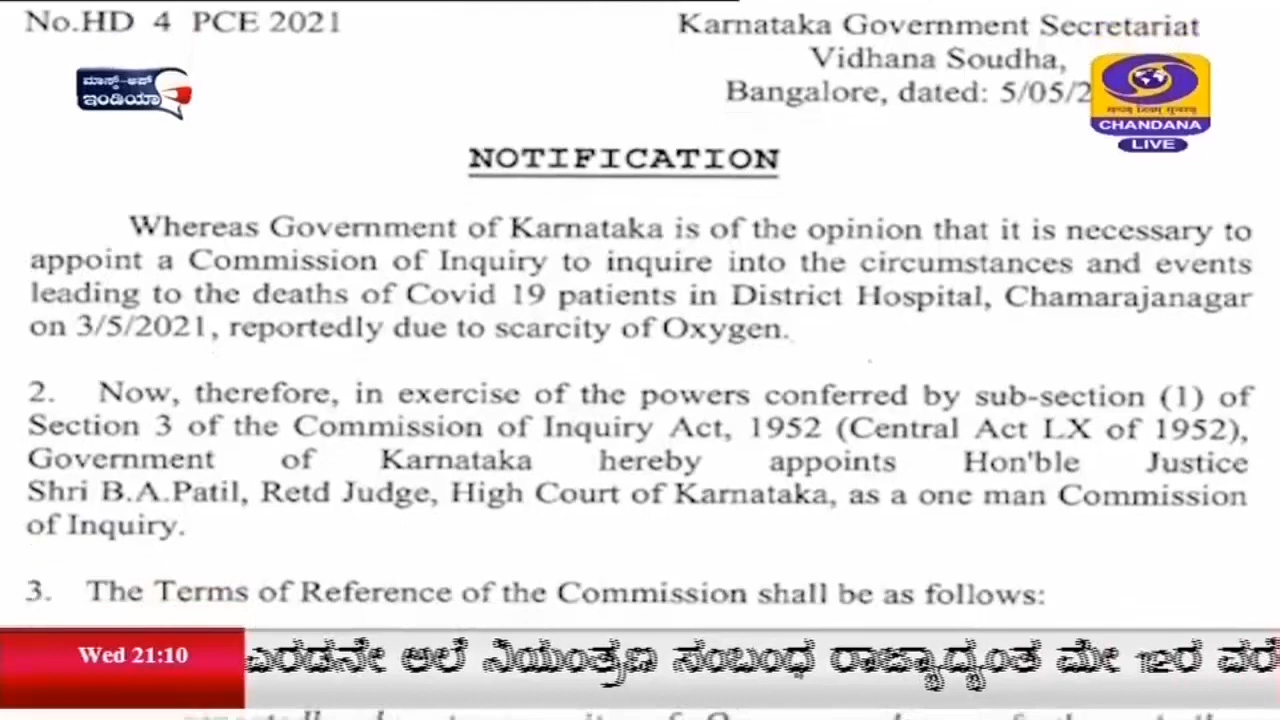 No.HD 4 PCE 2021
Karnataka Government Secretariat
Vidhana Soudha,
Bangalore, dated: 5/05/2
ಮಾಸ್ಕ್-ಅಪ್
ಇಂಡಿಯಾ
CHANDANA
LIVE
NOTIFICATION
Whereas Government of Karnataka is of the opinion that it is necessary to
appoint a Commission of Inquiry to inquire into the circumstances and events
leading to the deaths of Covid 19 patients in District Hospital, Chamarajanagar
on 3/5/2021, reportedly due to scarcity of Oxygen.
2. Now, therefore, in exercise of the powers conferred by sub-section (1) of
Section 3 of the Commission of Inquiry Act, 1952 (Central Act LX of 1952),
Government of Karnataka hereby appoints Hon'ble Justice
Shri B.A.Patil, Retd Judge, High Court of Karnataka, as a one man Commission
of Inquiry.
3. The Terms of Reference of the Commission shall be as follows:
Wed 21:10
ಎರಡನೇ ಅಲೆ ನಿಯಂತ್ರಣ ಸಂಬಂಧ ರಾಜ್ಯಾದ್ಯಂತ ಮೇ 12ರ ವರೆ